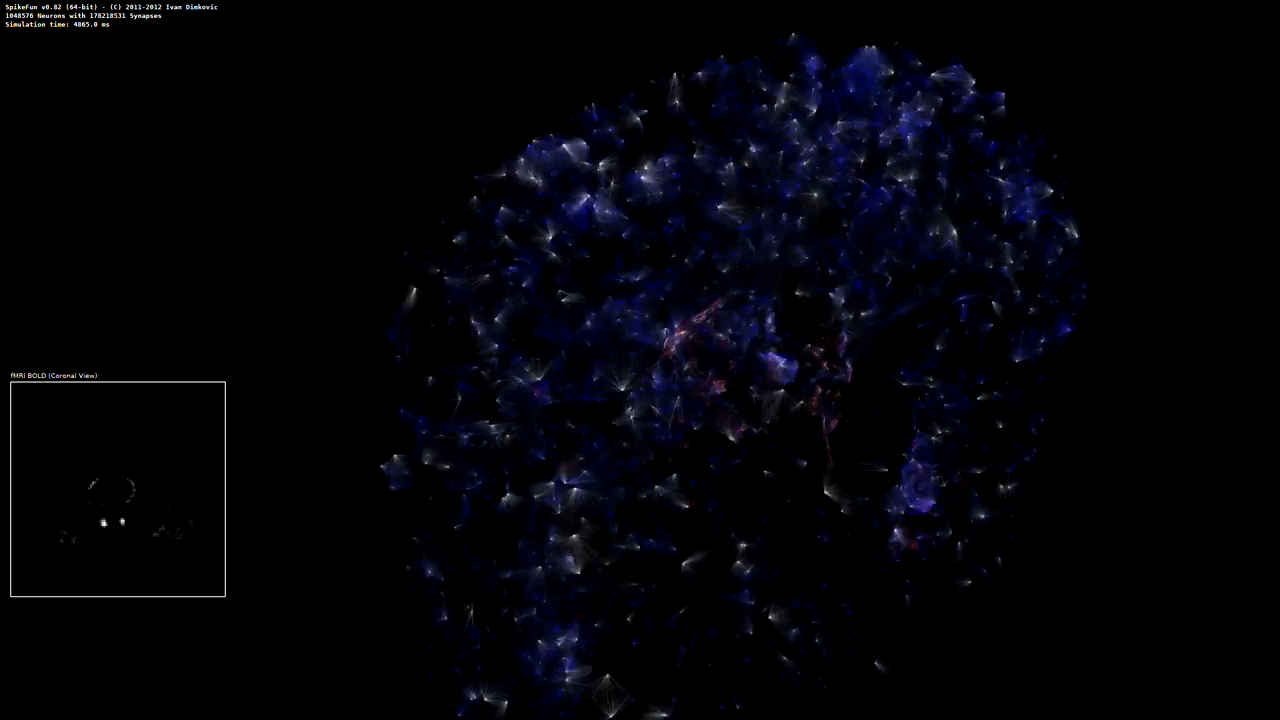 SpikeFun v0.82 (64-bit) - (C) 2011-2012 Ivan Dimkovic
1048576 Neurons with 178218531 Synapses
Simulation time: 4865.0 ms
fMRI BOLD (Coronal View):